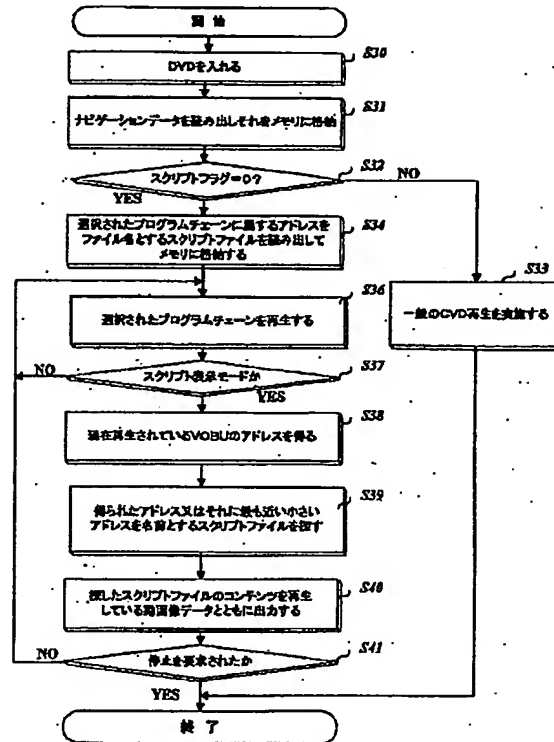 開 始
S30
DVDを入れる
S31
ナビゲーションデータを読み出しそれをメモリに格納
S32
スクリプトフラグ=0?
NO
YES
S34
選択されたプログラムチェーンに属するアドレスを
ファイル名とするスクリプトファイルを読み出して
メモリに格納する
S33
一般のDVD再生を実施する
S36
選択されたプログラムチェーンを再生する
S37
NO
スクリプト表示モードか
YES
S38
現在再生されているVOBUのアドレスを得る
S39
得られたアドレス又はそれに最も近い小さい
アドレスを名前とするスクリプトファイルを探す
S40
探したスクリプトファイルのコンテンツを再生
している動画像データとともに出力する
S41
NO
停止を要求されたか
YES
終 了